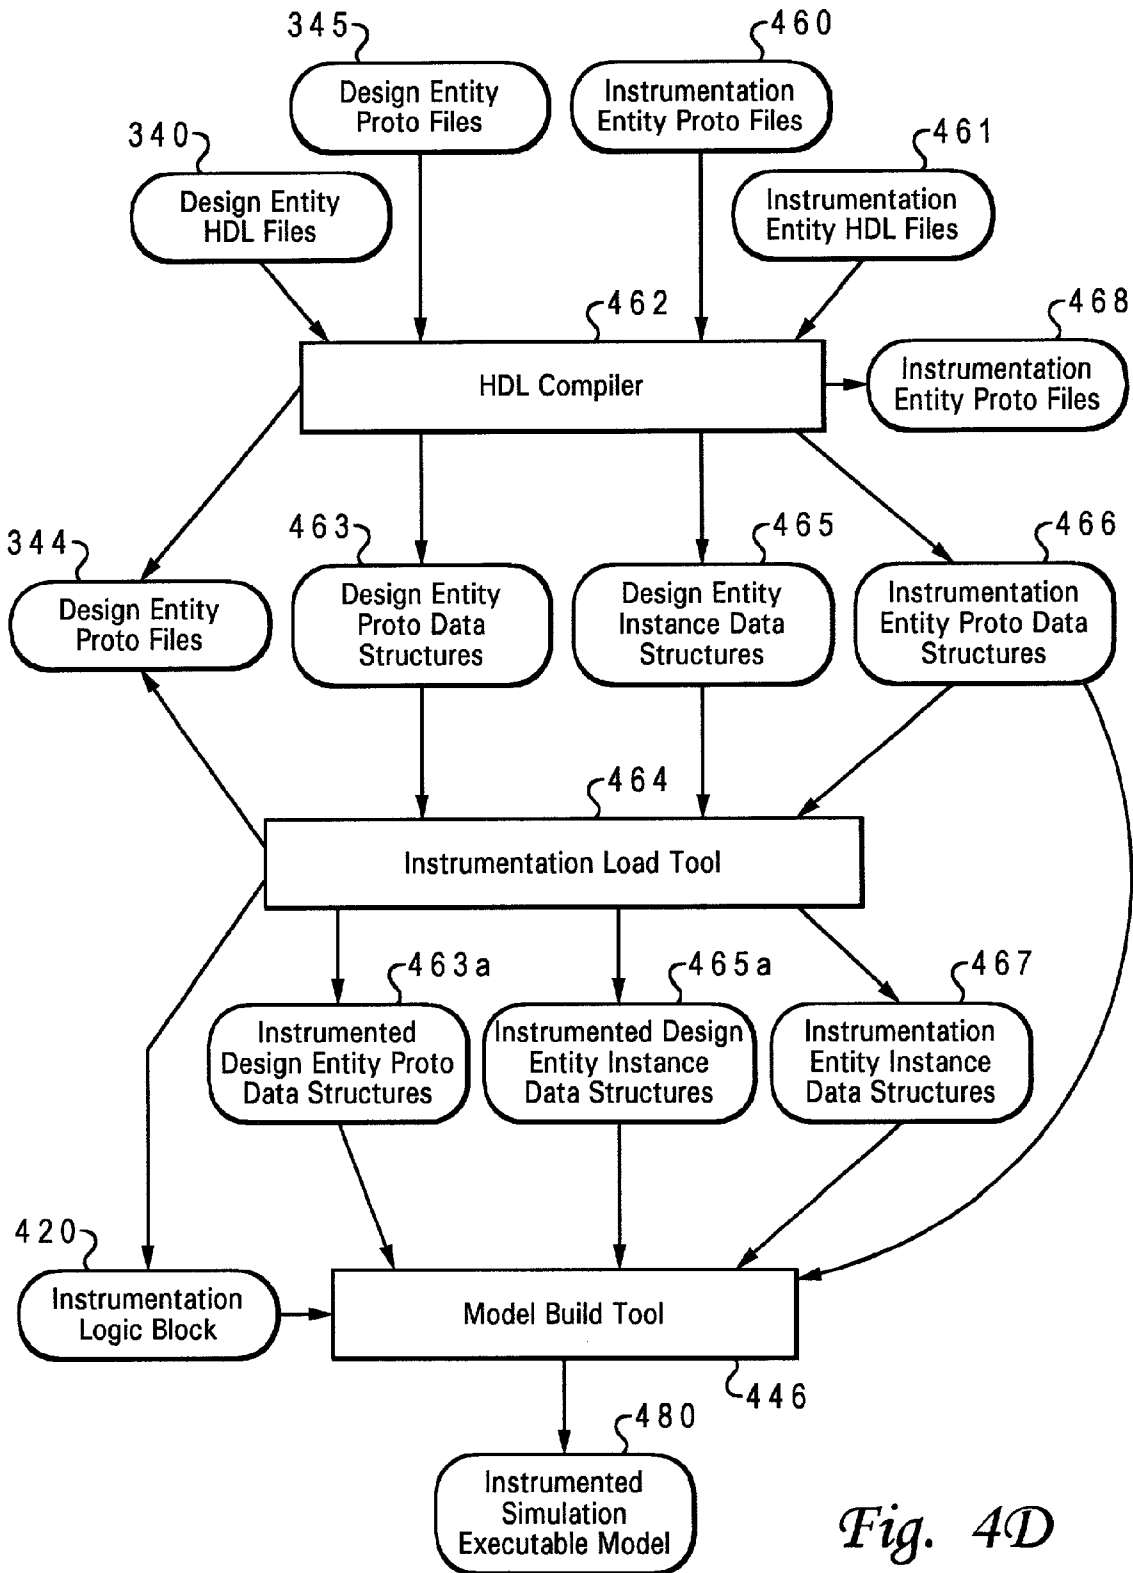 345
460
Design Entity
Proto Files
Instrumentation
Entity Proto Files
340
461
Design Entity
HDL Files
Instrumentation
Entity HDL Files
462
468
HDL Compiler
Instrumentation
Entity Proto Files
344
463
465
466
Design Entity
Proto Files
Design Entity
Proto Data
Structures
Design Entity
Instance Data
Structures
Instrumentation
Entity Proto Data
Structures
464
Instrumentation Load Tool
463a
465a
467
Instrumented
Design Entity Proto
Data Structures
Instrumented Design
Entity Instance
Data Structures
Instrumentation
Entity Instance
Data Structures
420
Instrumentation
Logic Block
Model Build Tool
446
480
Instrumented
Simulation
Executable Model
Fig. 4D